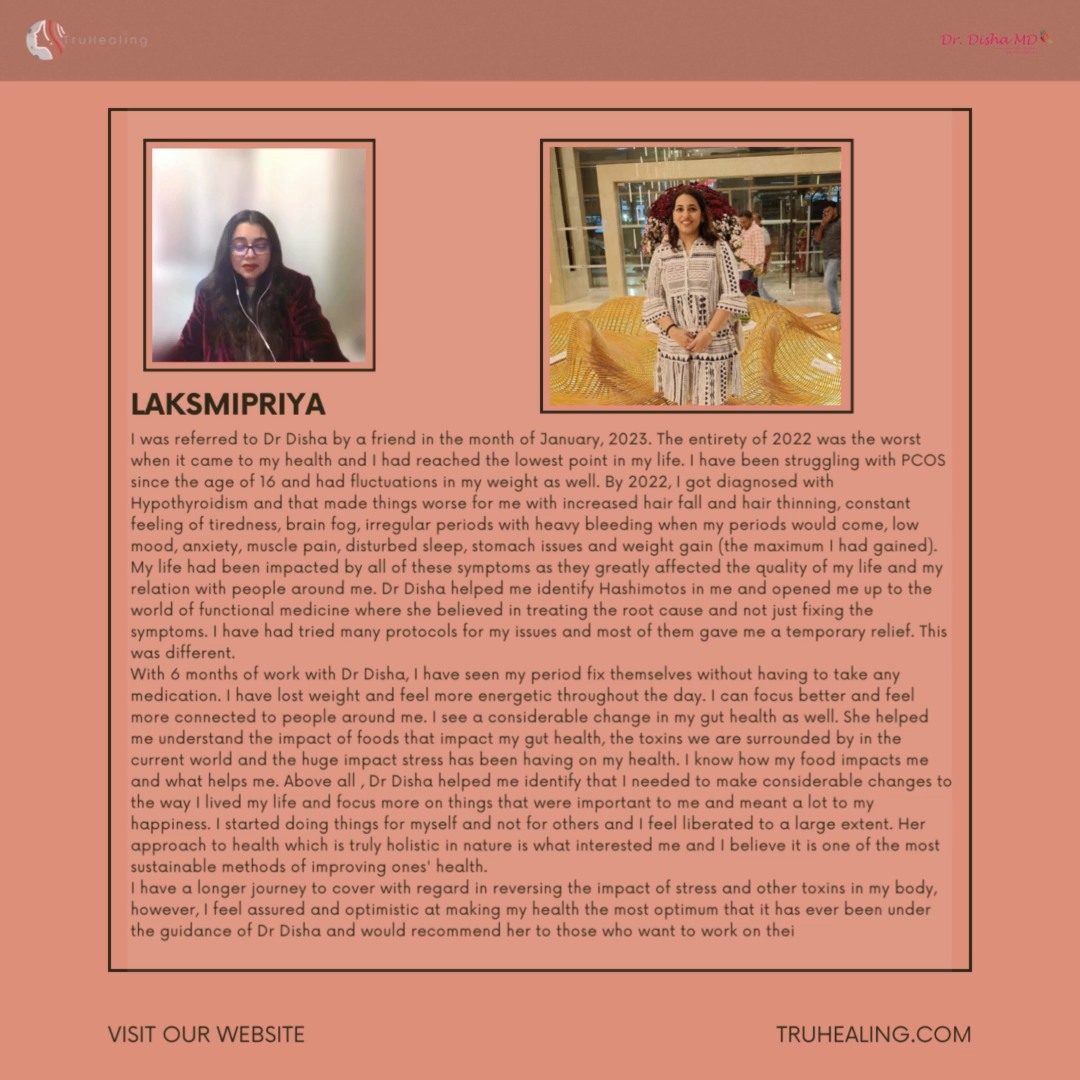 TruHealing
Dr. Disha MD
LAKSMIPRIYA
I was referred to Dr Disha by a friend in the month of January, 2023. The entirety of 2022 was the worst
when it came to my health and I had reached the lowest point in my life. I have been struggling with PCOS
since the age of 16 and had fluctuations in my weight as well. By 2022, I got diagnosed with
Hypothyroidism and that made things worse for me with increased hair fall and hair thinning, constant
feeling of tiredness, brain fog, irregular periods with heavy bleeding when my periods would come, low
mood, anxiety, muscle pain, disturbed sleep, stomach issues and weight gain (the maximum I had gained).
My life had been impacted by all of these symptoms as they greatly affected the quality of my life and my
relation with people around me. Dr Disha helped me identify Hashimotos in me and opened me up to the
world of functional medicine where she believed in treating the root cause and not just fixing the
symptoms. I have had tried many protocols for my issues and most of them gave me a temporary relief. This
was different.
With 6 months of work with Dr Disha, I have seen my period fix themselves without having to take any
medication. I have lost weight and feel more energetic throughout the day. I can focus better and feel
more connected to people around me. I see a considerable change in my gut health as well. She helped
me understand the impact of foods that impact my gut health, the toxins we are surrounded by in the
current world and the huge impact stress has been having on my health. I know how my food impacts me
and what helps me. Above all , Dr Disha helped me identify that I needed to make considerable changes to
the way I lived my life and focus more on things that were important to me and meant a lot to my
happiness. I started doing things for myself and not for others and I feel liberated to a large extent. Her
approach to health which is truly holistic in nature is what interested me and I believe it is one of the most
sustainable methods of improving ones' health.
I have a longer journey to cover with regard in reversing the impact of stress and other toxins in my body,
however, I feel assured and optimistic at making my health the most optimum that it has ever been under
the guidance of Dr Disha and would recommend her to those who want to work on thei
VISIT OUR WEBSITE
TRUHEALING.COM